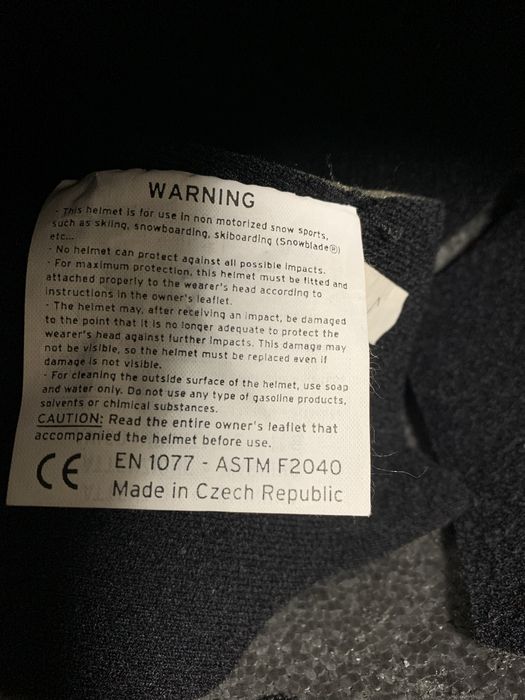 WARNING
- This helmet is for use in non motorized snow sports,
such as skiing, snowboarding, skiboarding (Snowblade®)
etc...
- No helmet can protect against all possible impacts.
- For maximum protection, this helmet must be fitted and
attached properly to the wearer's head according to
instructions in the owner's leaflet.
- The helmet may, after receiving an impact, be damaged
to the point that it is no longer adequate to protect the
wearer's head against further impacts. This damage may
not be visible, so the helmet must be replaced even if
damage is not visible.
- For cleaning the outside surface of the helmet, use soap
and water only. Do not use any type of gasoline products,
solvents or chimical substances.
CAUTION: Read the entire owner's leaflet that
accompanied the helmet before use.
CE EN 1077 - ASTM F2040
Made in Czech Republic